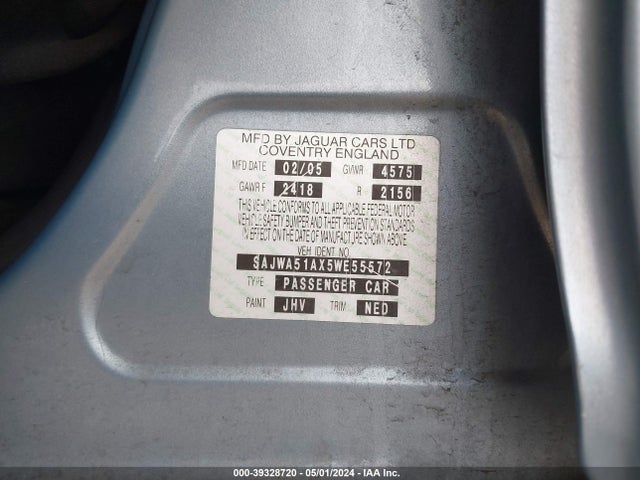 MFD BY JAGUAR CARS LTD
COVENTRY ENGLAND
MFD DATE 02/05 GVWR 4575
GAWR F 2418 R 2156
THIS VEHICLE CONFORMS TO ALL APPLICABLE FEDERAL MOTOR
VEHICLE SAFETY BUMPER AND THEFT PREVENTION STANDARDS
IN EFFECT ON THE DATE OF MANUFACTURE SHOWN ABOVE
VEH IDENT NO
SAJWA51AX5WE55572
TYPE PASSENGER CAR
PAINT JHV TRIM NED
000-39328720 - 05/01/2024 - IAA Inc.